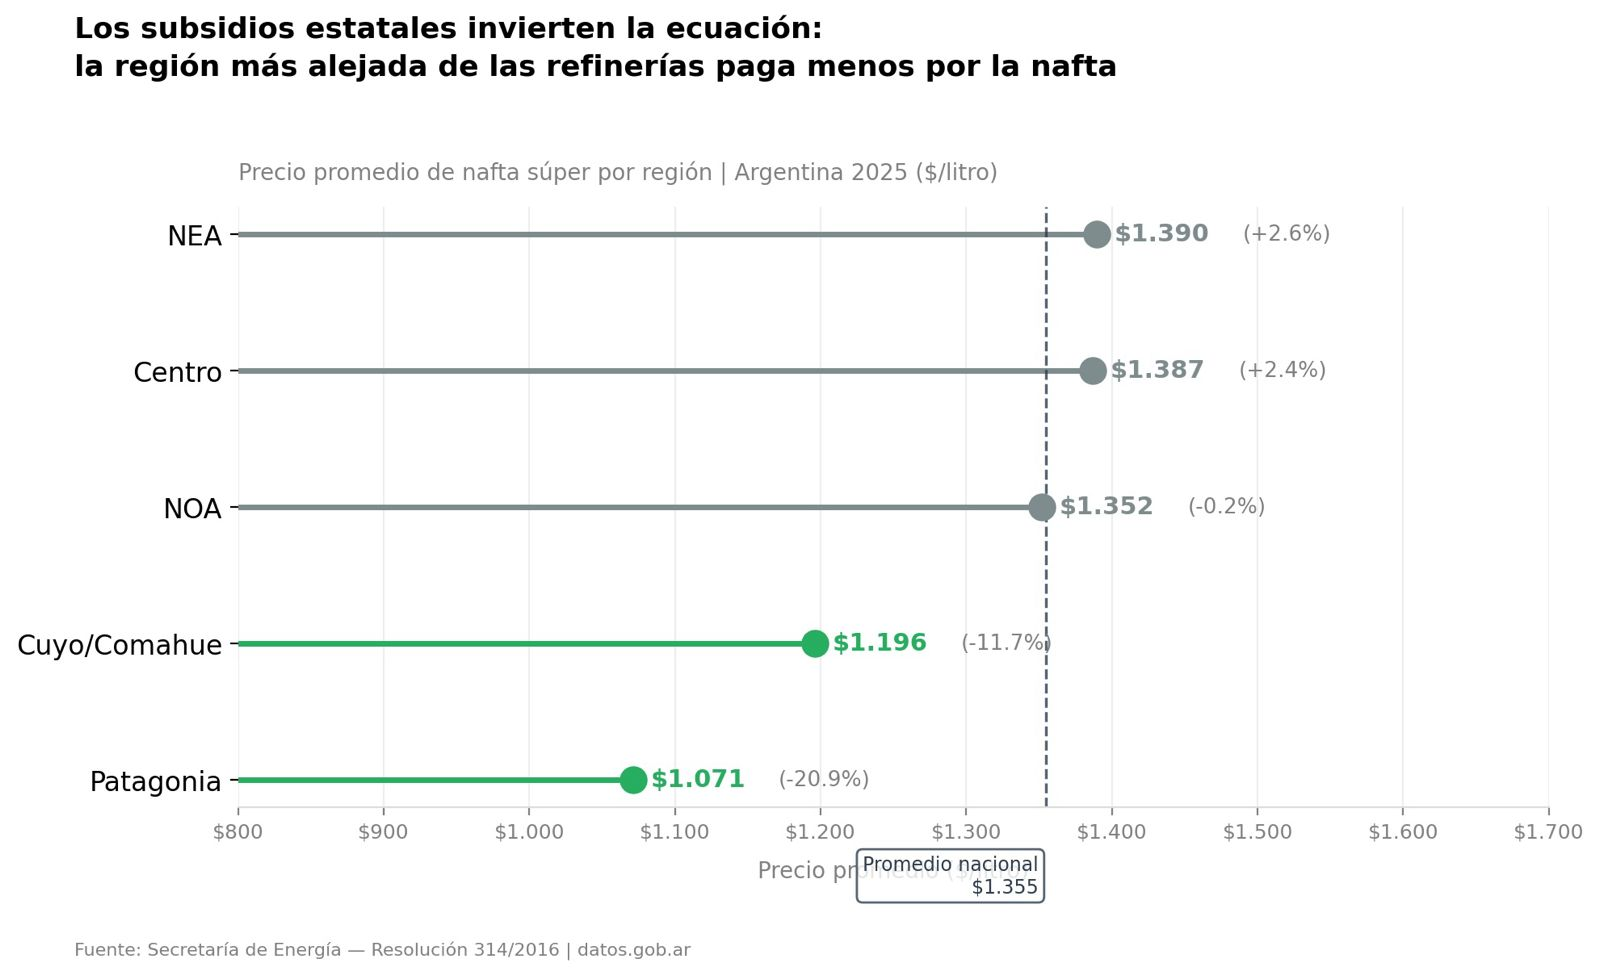 Los subsidios estatales invierten la ecuación:
la región más alejada de las refinerías paga menos por la nafta
Precio promedio de nafta súper por región | Argentina 2025 ($/litro)
NEA $1.390 (+2.6%)
Centro $1.387 (+2.4%)
NOA $1.352 (-0.2%)
Cuyo/Comahue $1.196 (-11.7%)
Patagonia $1.071 (-20.9%)
$800 $900 $1.000 $1.100 $1.200 $1.300 $1.400 $1.500 $1.600 $1.700
Precio promedio ($/litro)
Promedio nacional
$1.355
Fuente: Secretaría de Energía — Resolución 314/2016 | datos.gob.ar